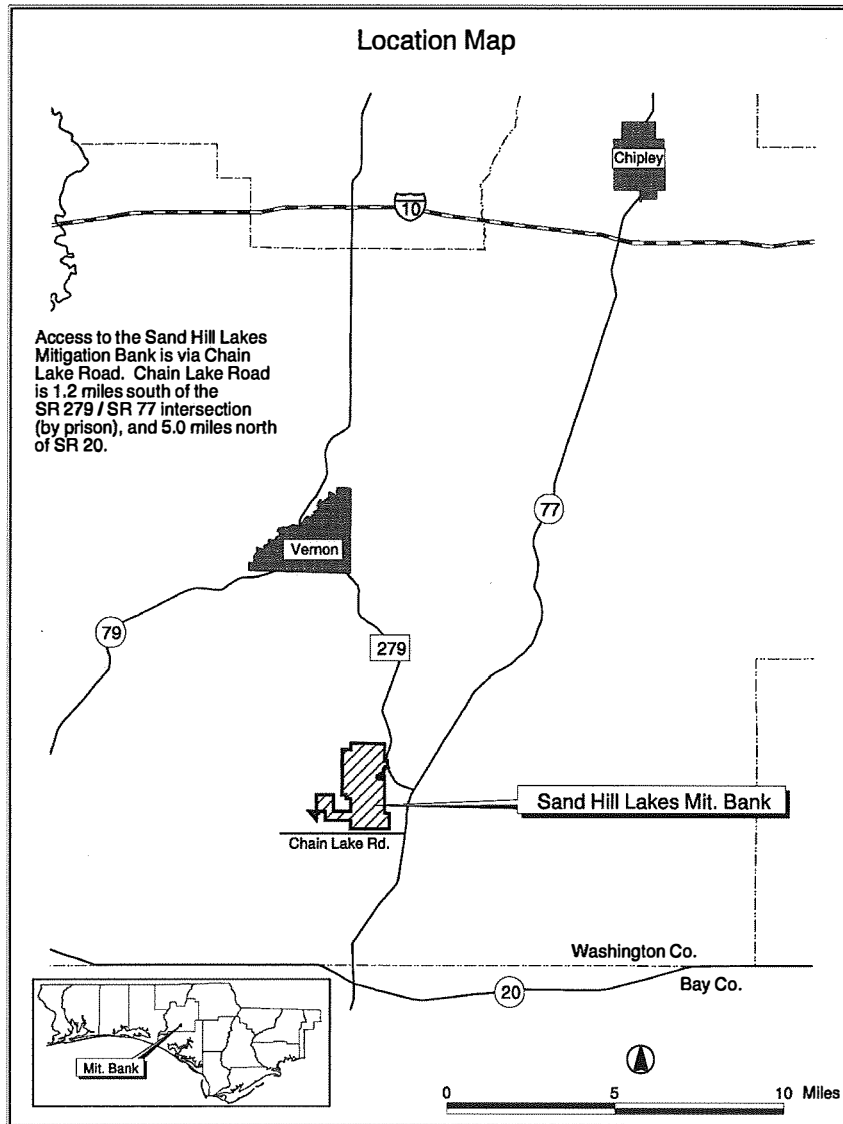 Location Map
Chipley
10
Access to the Sand Hill Lakes
Mitigation Bank is via Chain
Lake Road. Chain Lake Road
is 1.2 miles south of the
SR 279 / SR 77 intersection
(by prison), and 5.0 miles north
of SR 20.
77
Vernon
79
279
Sand Hill Lakes Mit. Bank
Chain Lake Rd.
Washington Co.
Bay Co.
20
Mit. Bank
0 5 10 Miles